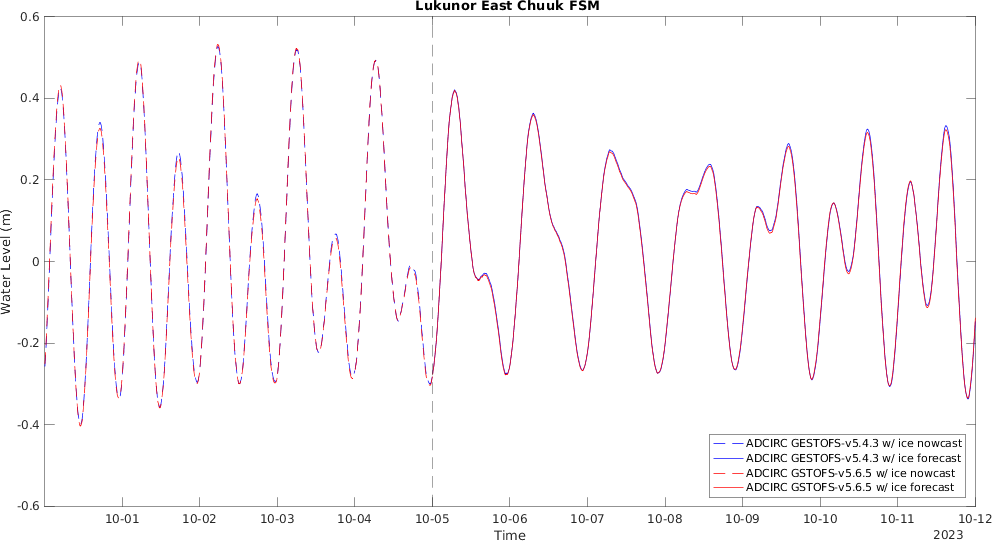 Lukunor East Chuuk FSM
0.6
0.4
0.2
0
-0.2
-0.4
-0.6
Water Level (m)
ADCIRC GESTOFS-v5.4.3 w/ ice nowcast
ADCIRC GESTOFS-v5.4.3 w/ ice forecast
ADCIRC GSTOFS-v5.6.5 w/ ice nowcast
ADCIRC GSTOFS-v5.6.5 w/ ice forecast
10-01 10-02 10-03 10-04 10-05 10-06 10-07 10-08 10-09 10-10 10-11 10-12
Time
2023